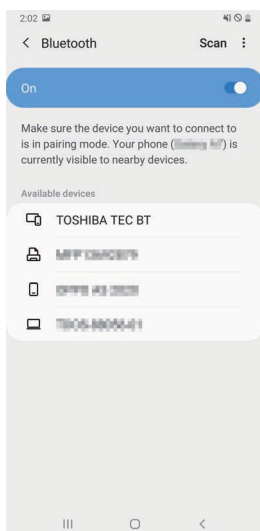 2:02
Bluetooth
Scan
On
Make sure the device you want to connect to
is in pairing mode. Your phone ( ) is
currently visible to nearby devices.
Available devices
TOSHIBA TEC BT